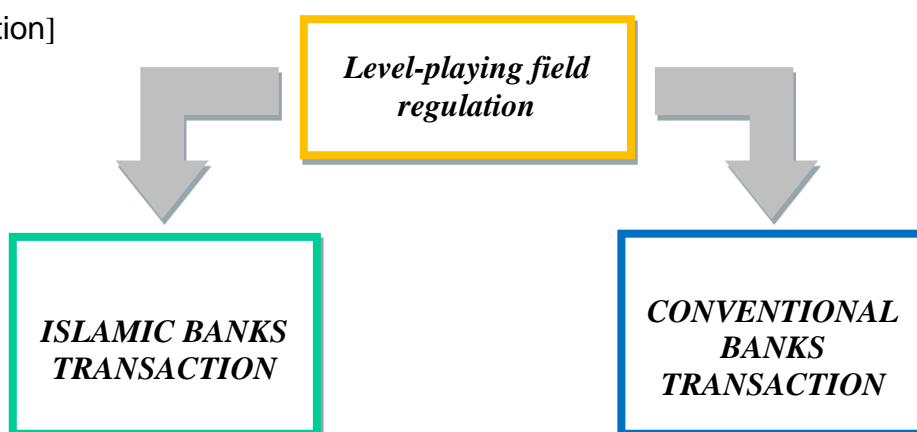 tion]
Level-playing field
regulation
ISLAMIC BANKS
TRANSACTION
CONVENTIONAL
BANKS
TRANSACTION